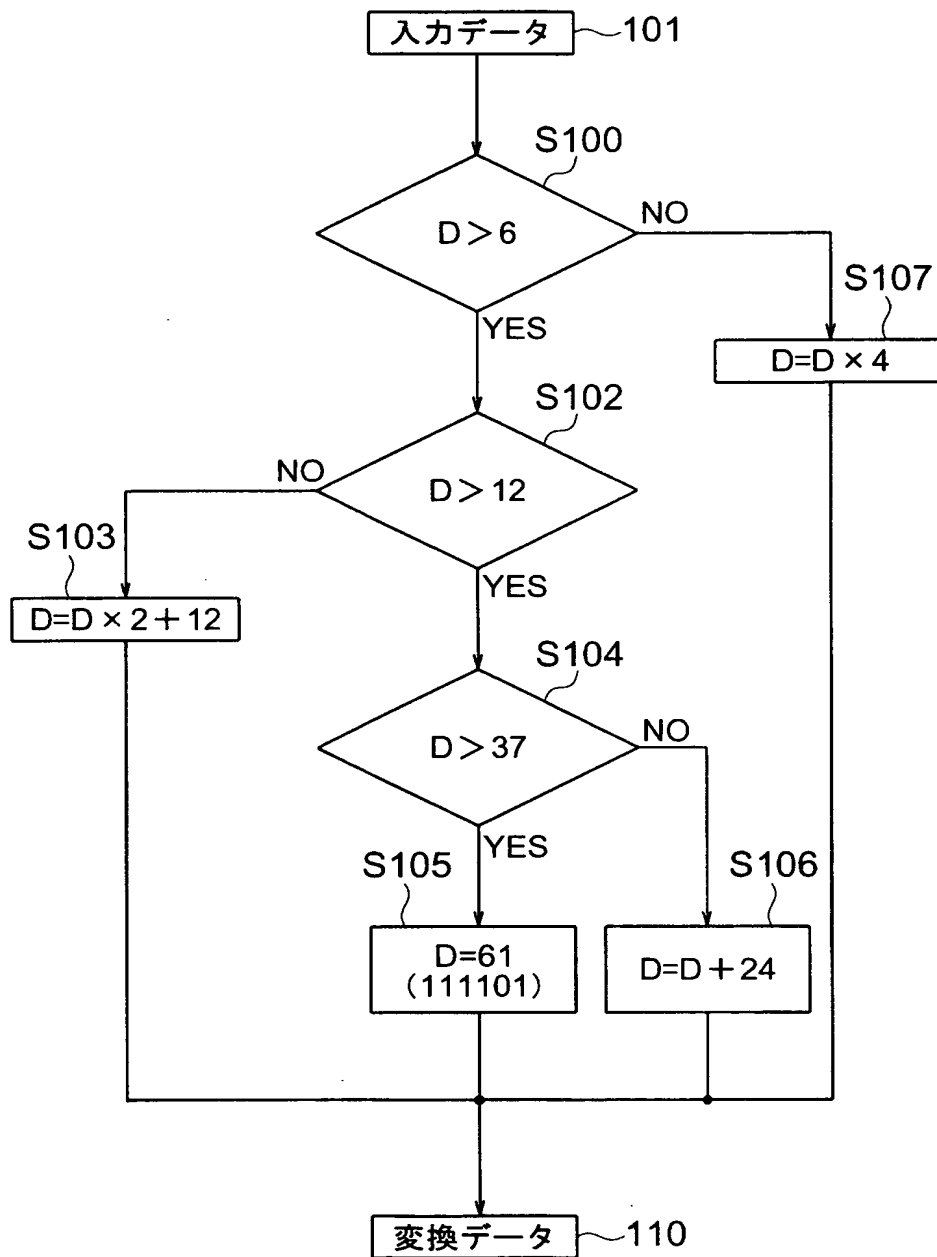 入力データ 101
S100
D＞6
NO
YES
S107
D=D×4
S102
D＞12
NO
YES
S103
D=D×2＋12
S104
D＞37
NO
YES
S105
D=61
(111101)
S106
D=D＋24
変換データ 110